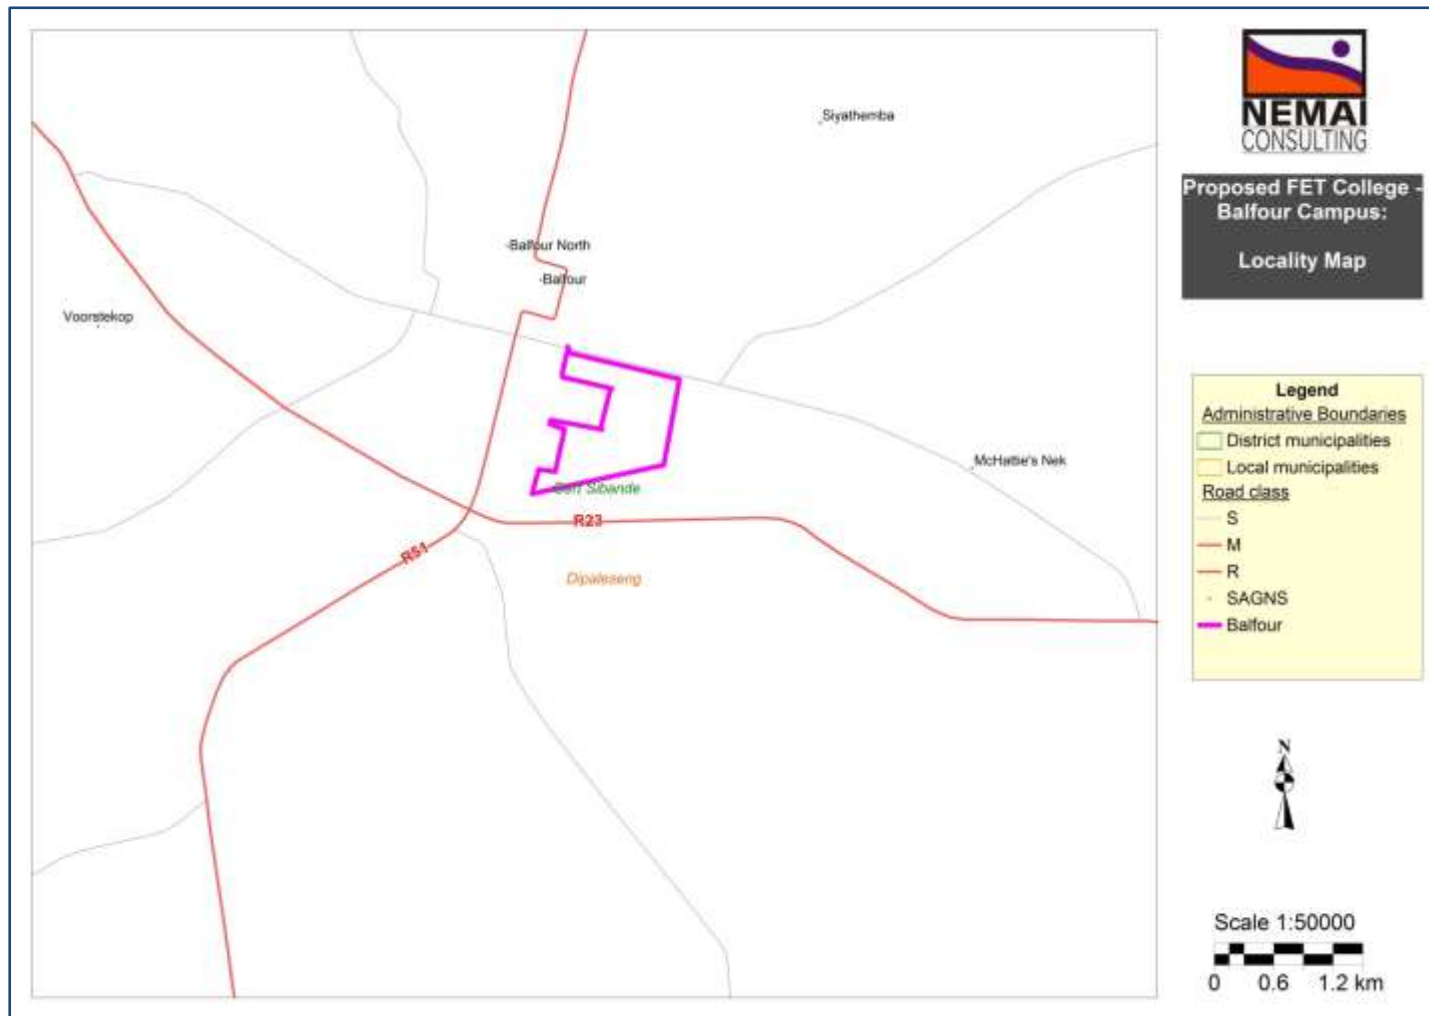 NEMAI
CONSULTING
Proposed FET College -
Balfour Campus:
Locality Map
Siyathemba
Balfour North
Balfour
Voorstekop
McHattie's Nek
Sibande
R23
R51
Dipaleseng
Legend
Administrative Boundaries
District municipalities
Local municipalities
Road class
S
M
R
SAGNS
Balfour
N
Scale 1:50000
0 0.6 1.2 km